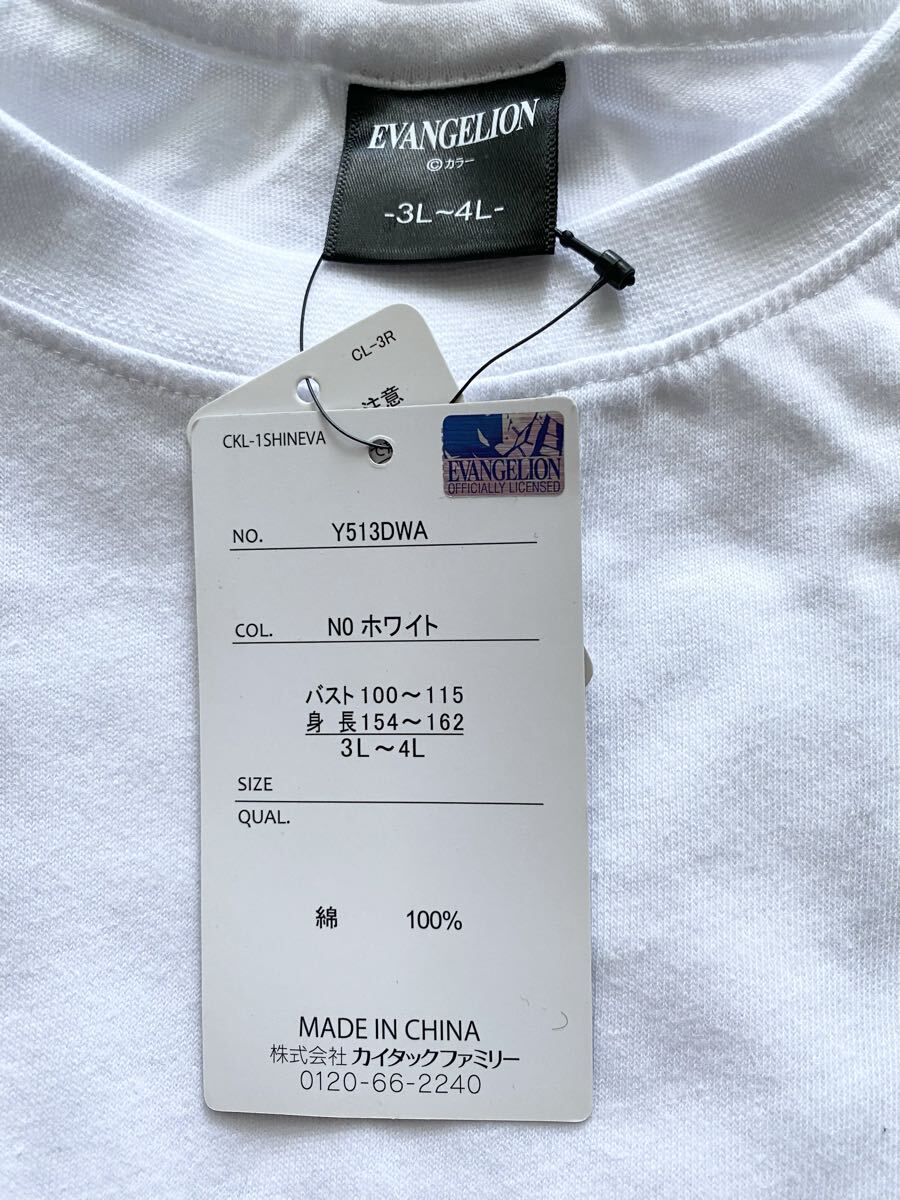 EVANGELION
©カラー
-3L～4L-
CL-3R
注意
CKL-1SHINEVA
EVANGELION
OFFICIALLY LICENSED
NO. Y513DWA
COL. N0 ホワイト
バスト100～115
身 長154～162
3L～4L
SIZE
QUAL.
綿 100%
MADE IN CHINA
株式会社 カイタックファミリー
0120-66-2240